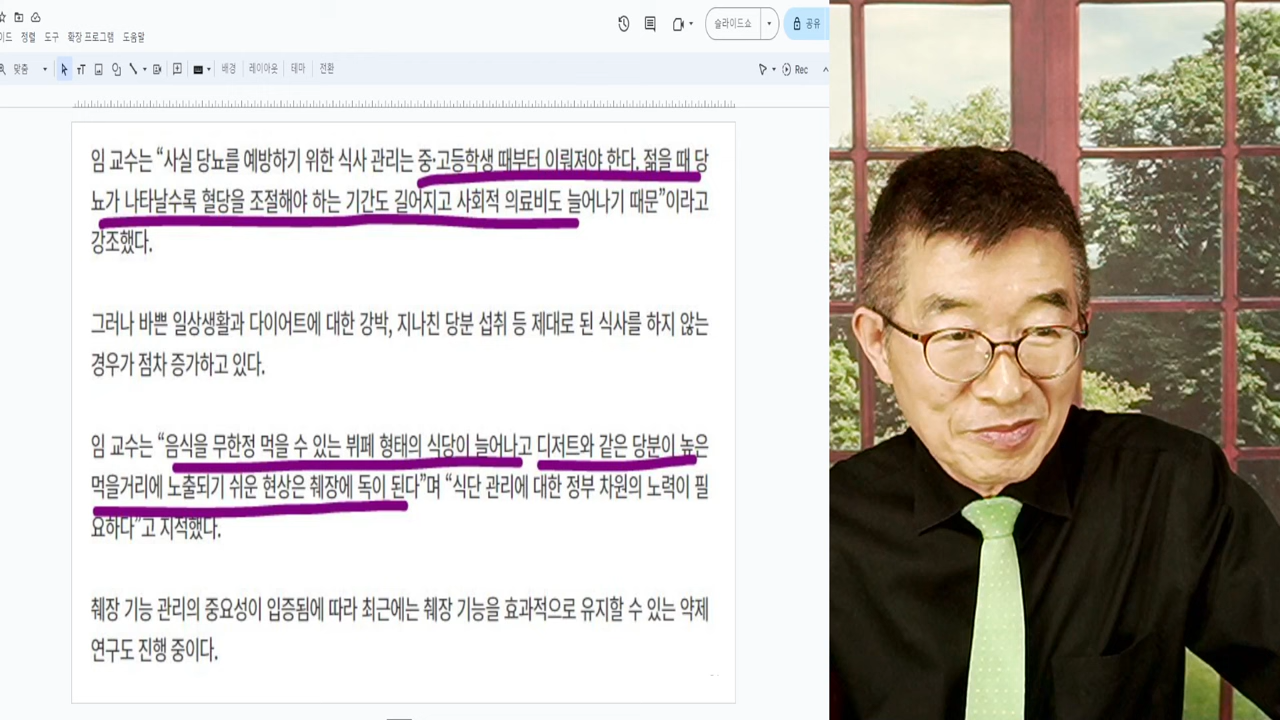 이드 정렬 도구 확장 프로그램 도움말
슬라이드쇼
공유
맞춤
배경 레이아웃 테마 전환
Rec
임 교수는 “사실 당뇨를 예방하기 위한 식사 관리는 중·고등학생 때부터 이뤄져야 한다. 젊을 때 당
뇨가 나타날수록 혈당을 조절해야 하는 기간도 길어지고 사회적 의료비도 늘어나기 때문”이라고
강조했다.
그러나 바쁜 일상생활과 다이어트에 대한 강박, 지나친 당분 섭취 등 제대로 된 식사를 하지 않는
경우가 점차 증가하고 있다.
임 교수는 “음식을 무한정 먹을 수 있는 뷔페 형태의 식당이 늘어나고 디저트와 같은 당분이 높은
먹을거리에 노출되기 쉬운 현상은 췌장에 독이 된다”며 “식단 관리에 대한 정부 차원의 노력이 필
요하다”고 지적했다.
췌장 기능 관리의 중요성이 입증됨에 따라 최근에는 췌장 기능을 효과적으로 유지할 수 있는 약제
연구도 진행 중이다.